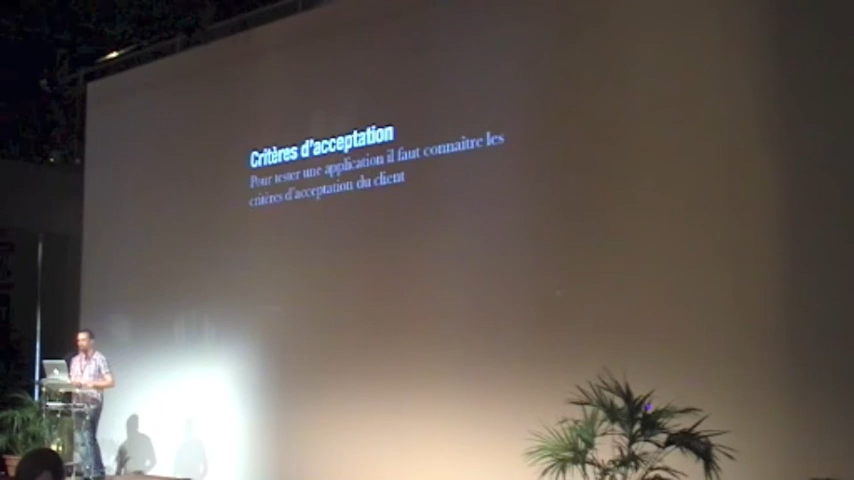 Critères d'acceptation
Pour tester une application il faut connaître les
critères d'acceptation du client